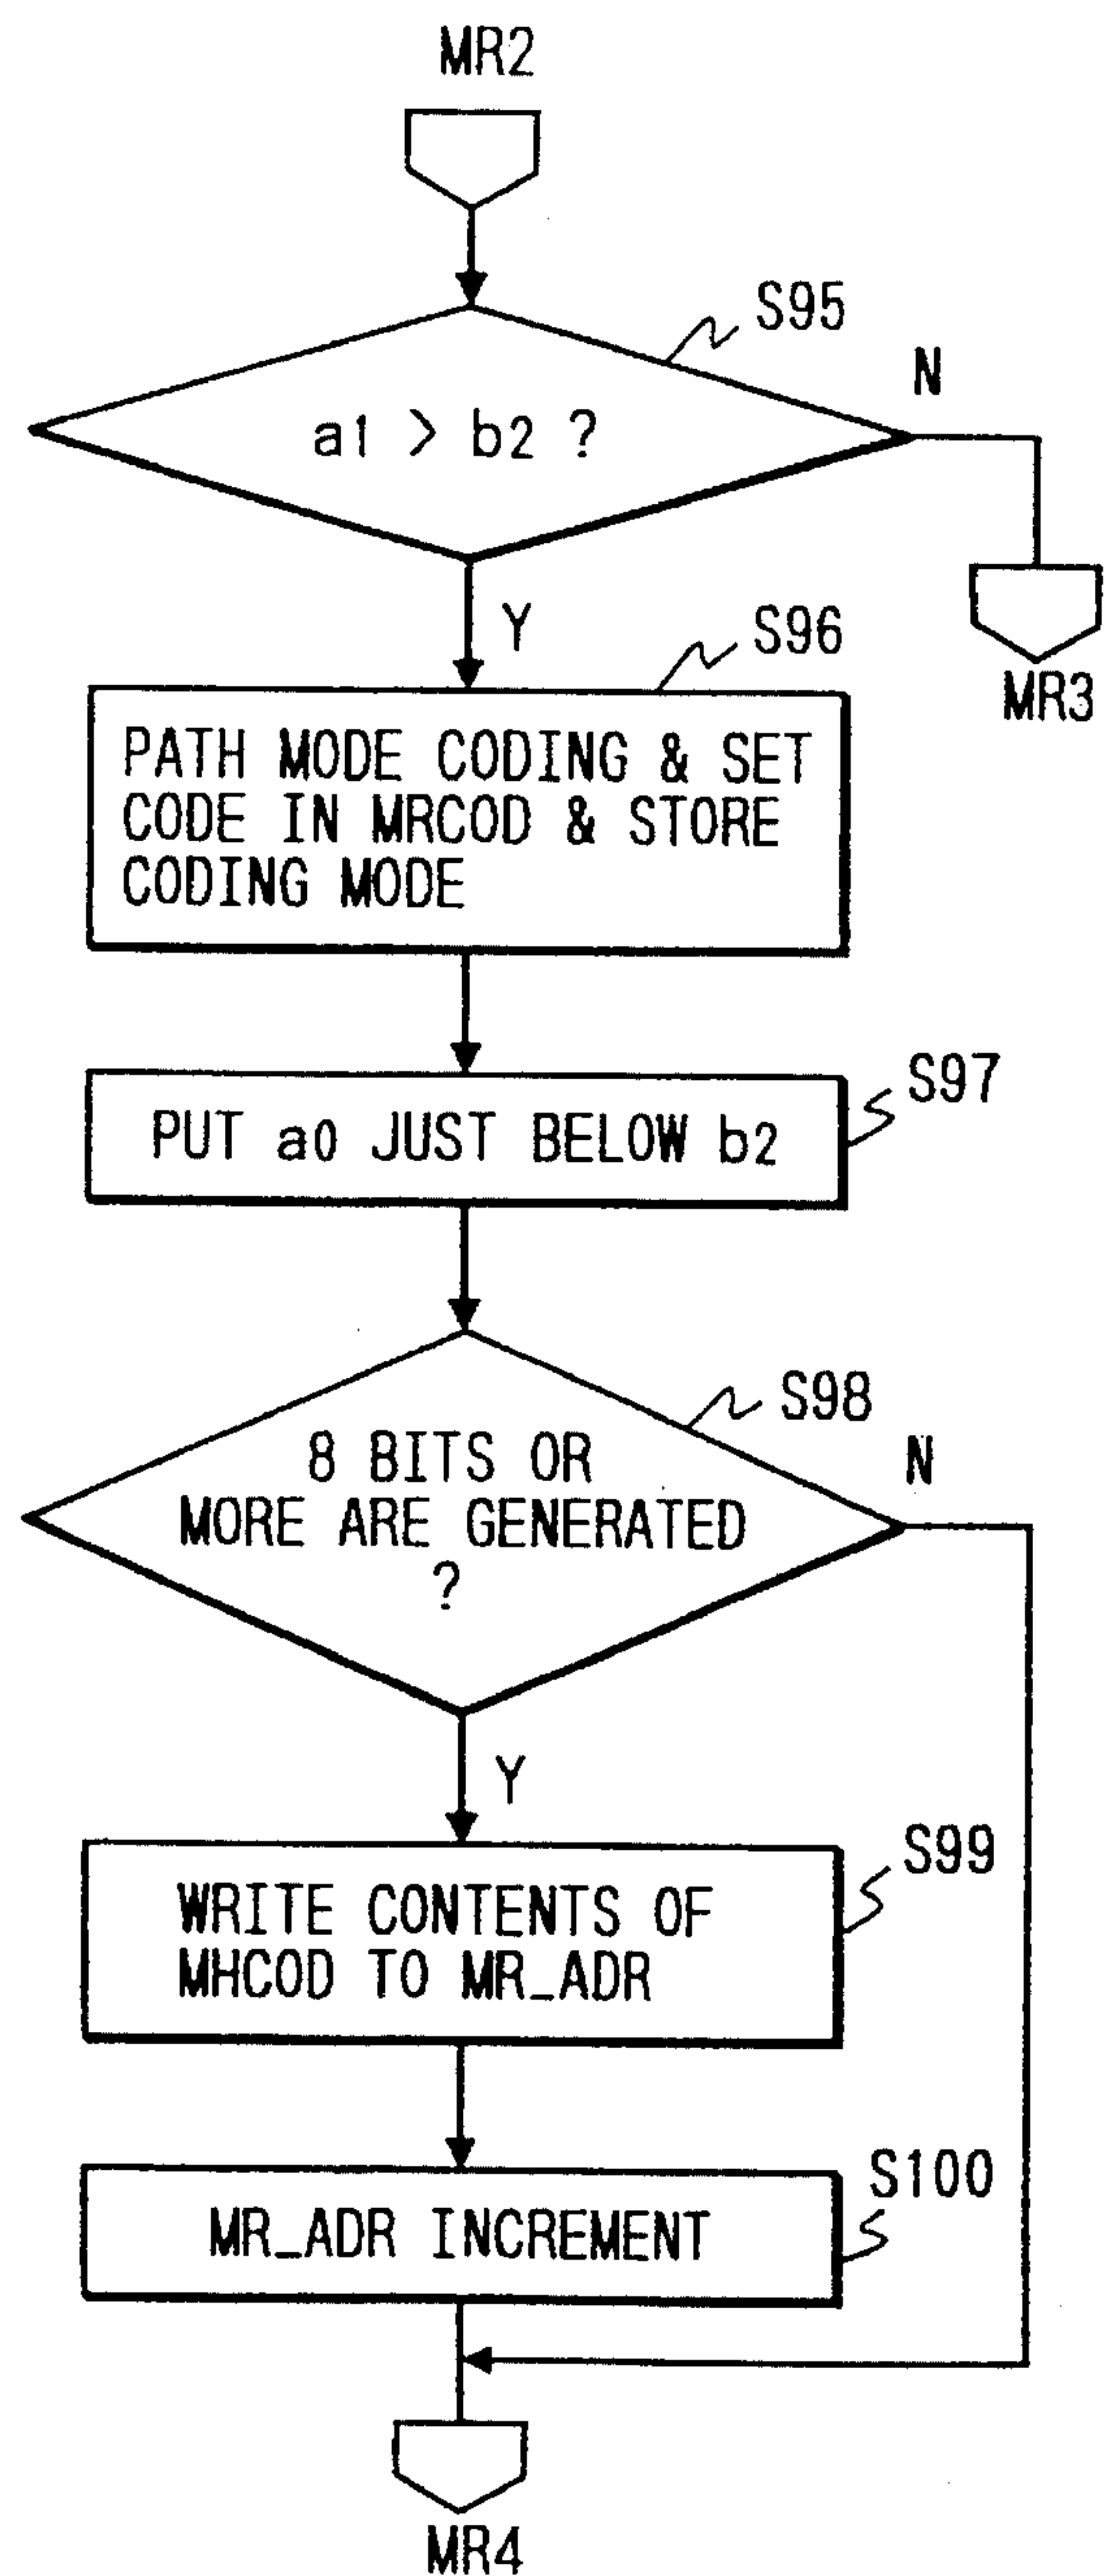 MR2
S95
a1 > b2 ?
N
Y
MR3
S96
PATH MODE CODING & SET
CODE IN MRCOD & STORE
CODING MODE
S97
PUT a0 JUST BELOW b2
S98
8 BITS OR
MORE ARE GENERATED
?
N
Y
S99
WRITE CONTENTS OF
MHCOD TO MR_ADR
S100
MR_ADR INCREMENT
MR4